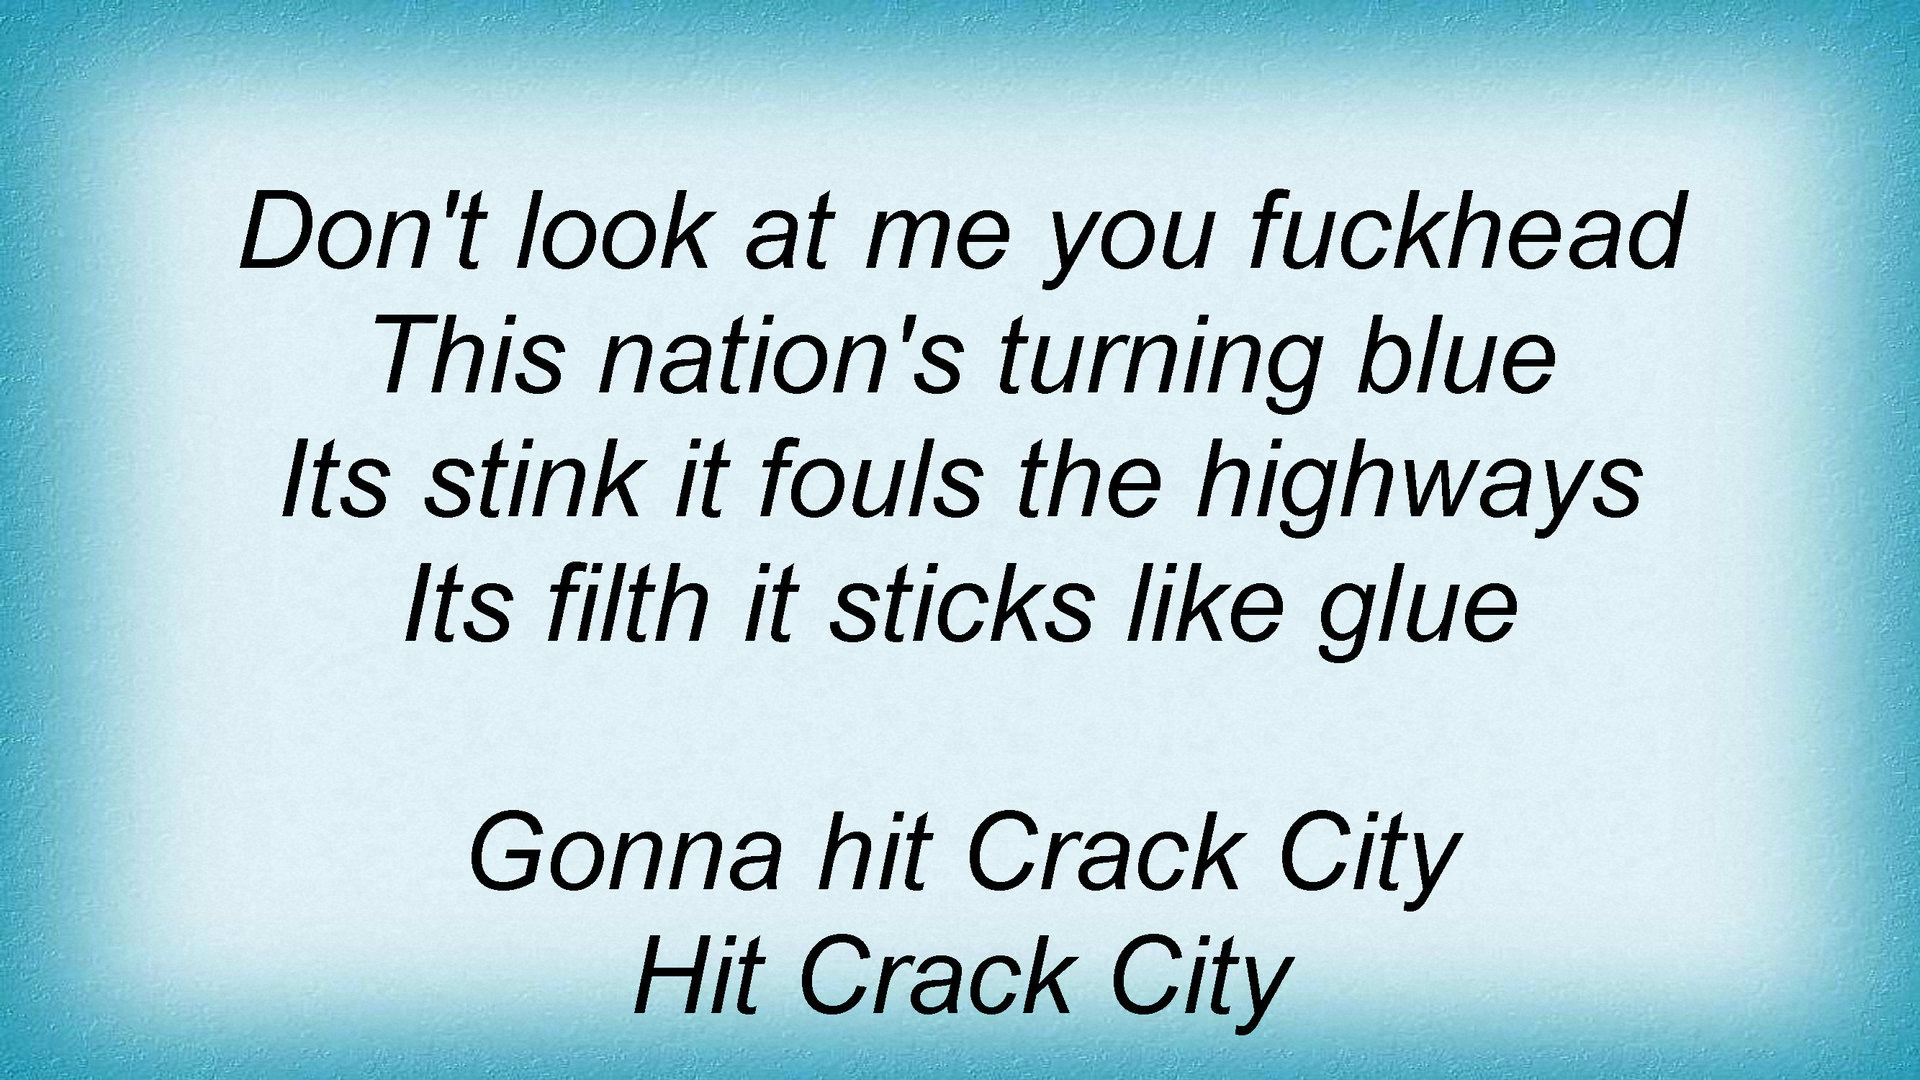 Don't look at me you fuckhead
This nation's turning blue
Its stink it fouls the highways
Its filth it sticks like glue
Gonna hit Crack City
Hit Crack City